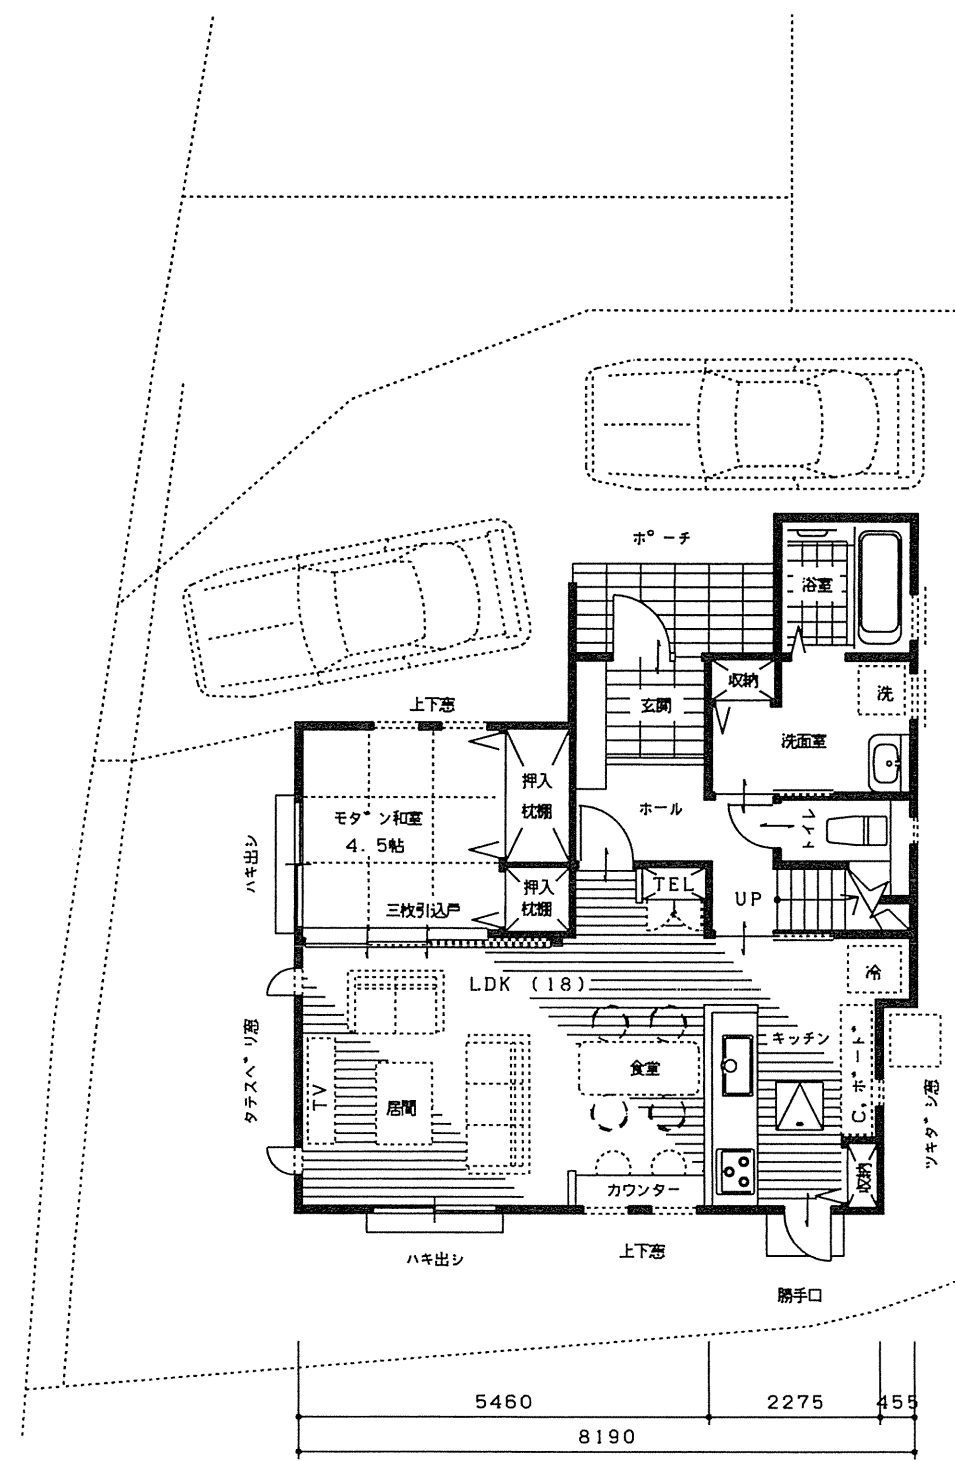 ポーチ
浴室
収納
洗
玄関
上下窓
洗面室
押入
枕棚
ホール
トイレ
モダン和室
4.5帖
ハキ出シ
TEL
押入
枕棚
UP
三枚引込戸
冷
LDK (18)
キッチン
C.ボード
食堂
タテスベリ窓
TV
居間
ツキダシ窓
カウンター
収納
ハキ出シ
上下窓
勝手口
5460
2275
455
8190